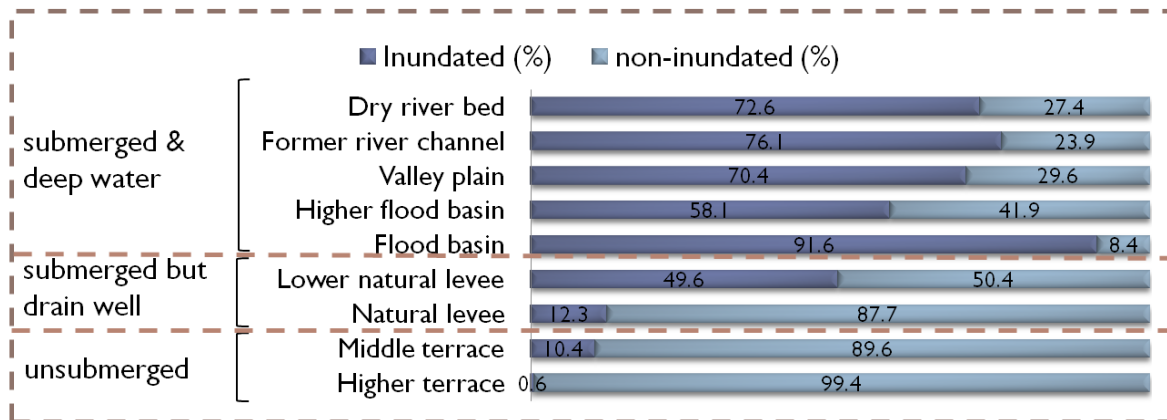 Inundated (%) non-inundated (%)
submerged &
deep water
Dry river bed 72.6 27.4
Former river channel 76.1 23.9
Valley plain 70.4 29.6
Higher flood basin 58.1 41.9
Flood basin 91.6 8.4
submerged but
drain well
Lower natural levee 49.6 50.4
Natural levee 12.3 87.7
unsubmerged
Middle terrace 10.4 89.6
Higher terrace 0.6 99.4